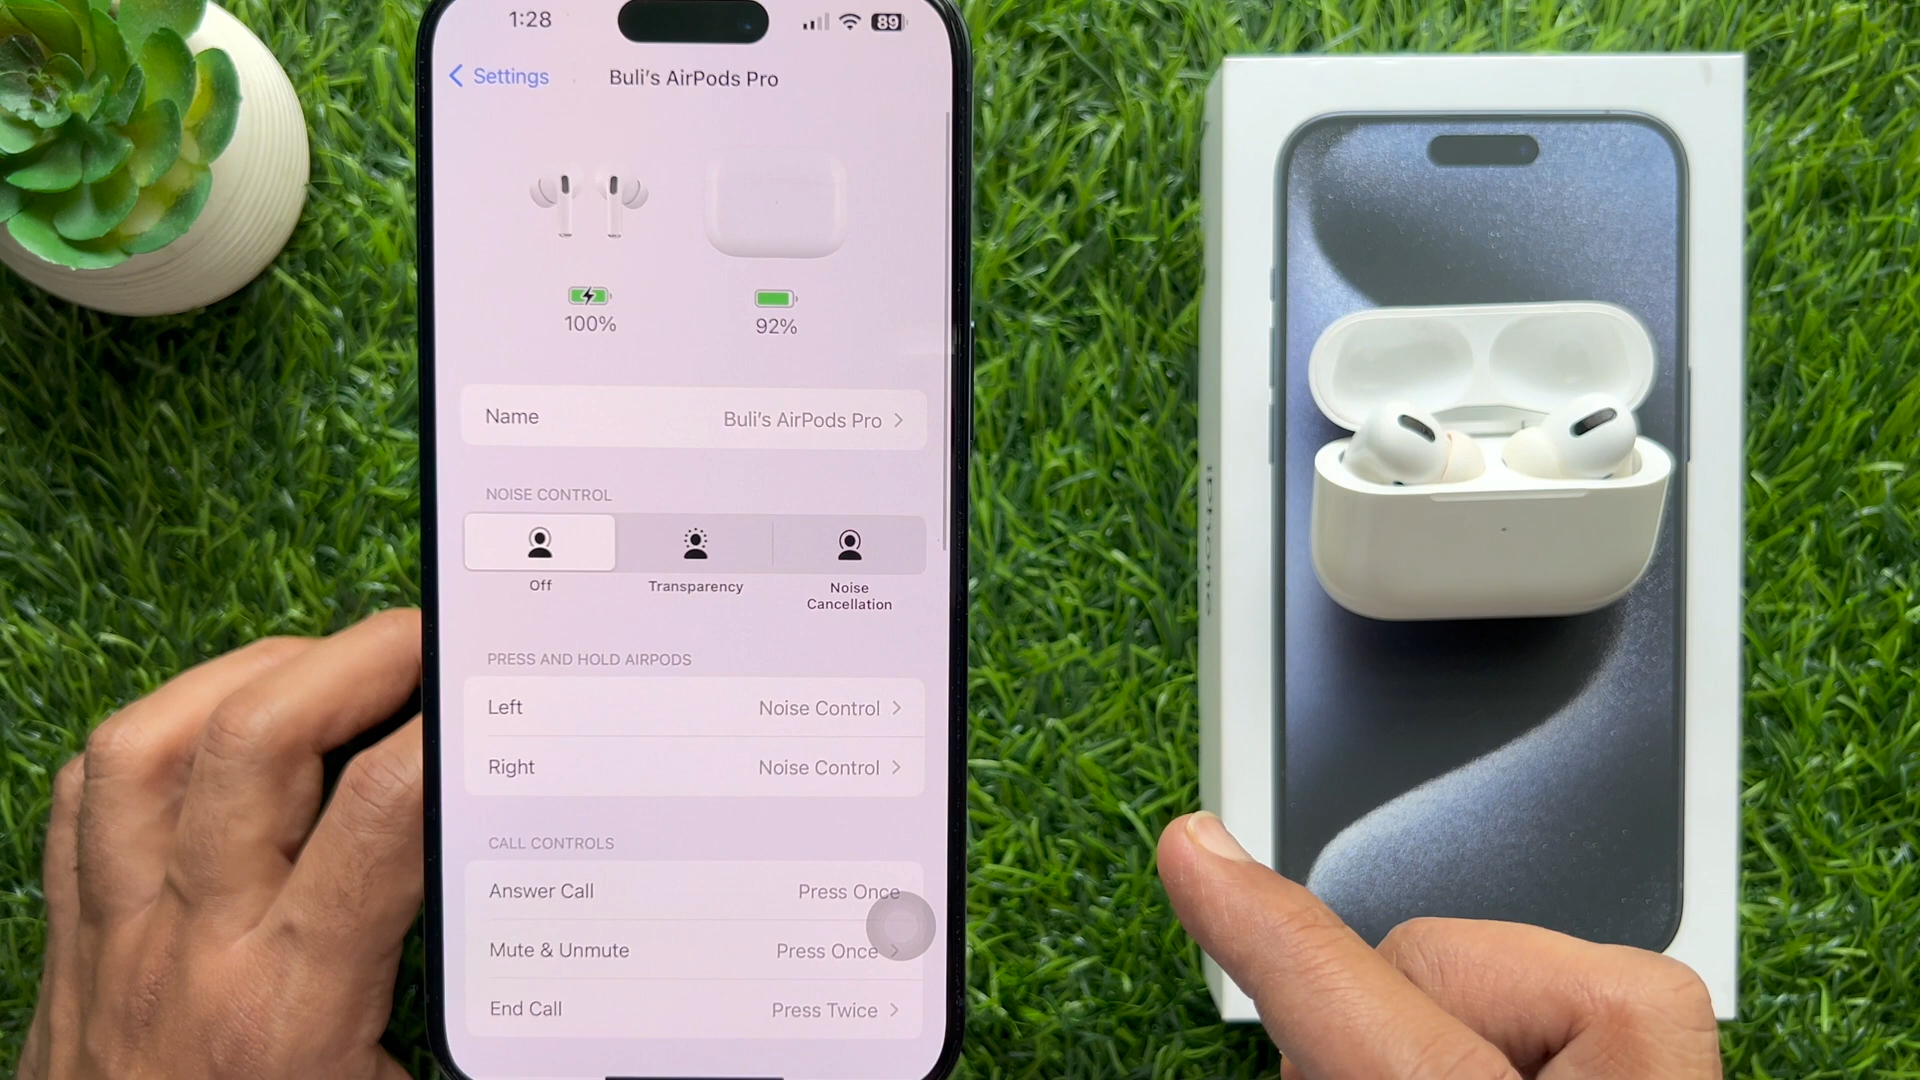 1:28
89
Settings
Buli's AirPods Pro
100%
92%
Name
Buli's AirPods Pro
NOISE CONTROL
Off
Transparency
Noise
Cancellation
PRESS AND HOLD AIRPODS
Left
Noise Control
Right
Noise Control
CALL CONTROLS
Answer Call
Press Once
Mute & Unmute
Press Once
End Call
Press Twice
iPhone